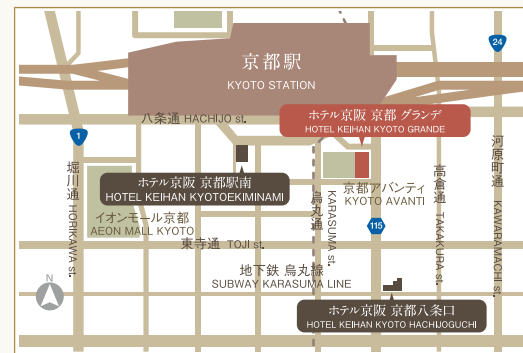 京都駅
KYOTO STATION
24
八条通 HACHIJO st.
ホテル京阪 京都 グランデ
HOTEL KEIHAN KYOTO GRANDE
1
堀川通 HORIKAWA st.
ホテル京阪 京都駅南
HOTEL KEIHAN KYOTOEKIMINAMI
京都アバンティ
KYOTO AVANTI
イオンモール京都
AEON MALL KYOTO
烏丸通 KARASUMA st.
高倉通 TAKAKURA st.
河原町通 KAWARAMACHI st.
115
東寺通 TOJI st.
地下鉄 烏丸線
SUBWAY KARASUMA LINE
N
ホテル京阪 京都八条口
HOTEL KEIHAN KYOTO HACHIJOGUCHI